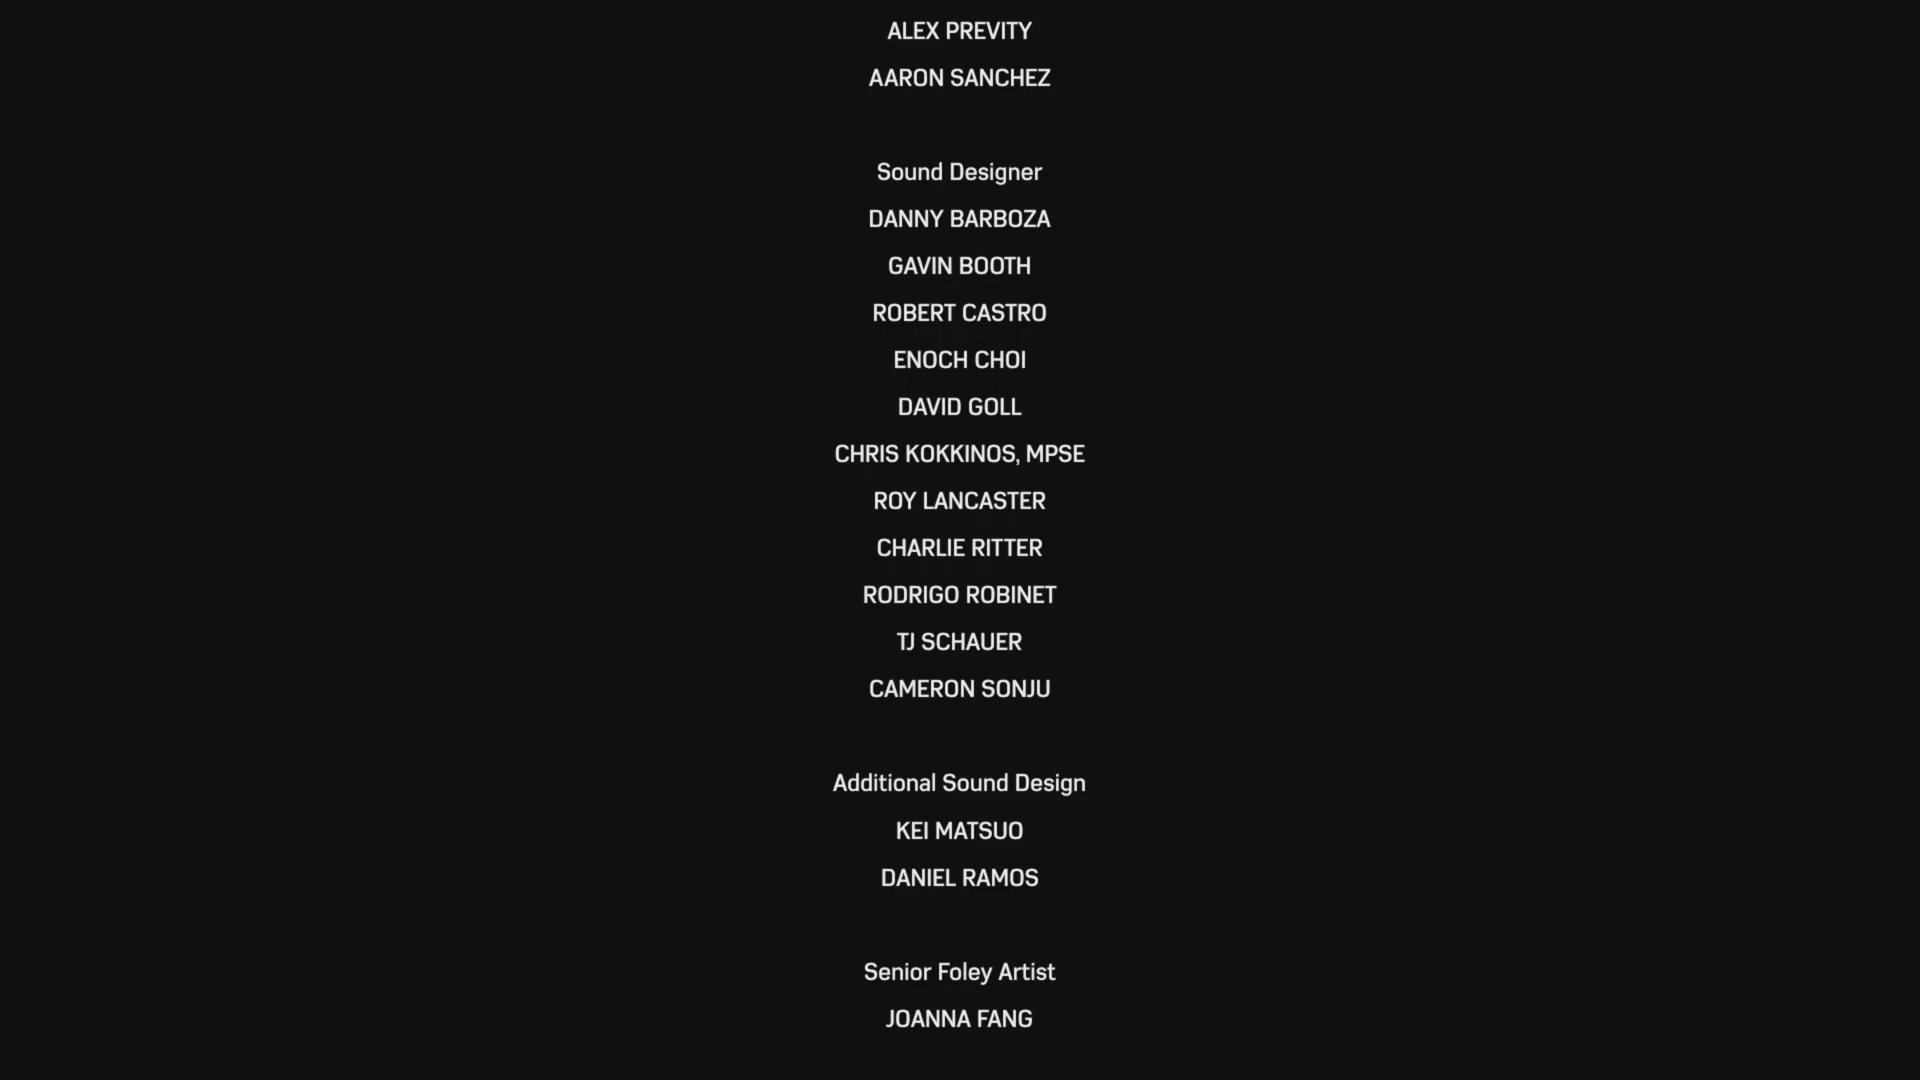 ALEX PREVITY
AARON SANCHEZ
Sound Designer
DANNY BARBOZA
GAVIN BOOTH
ROBERT CASTRO
ENOCH CHOI
DAVID GOLL
CHRIS KOKKINOS, MPSE
ROY LANCASTER
CHARLIE RITTER
RODRIGO ROBINET
TJ SCHAUER
CAMERON SONJU
Additional Sound Design
KEI MATSUO
DANIEL RAMOS
Senior Foley Artist
JOANNA FANG